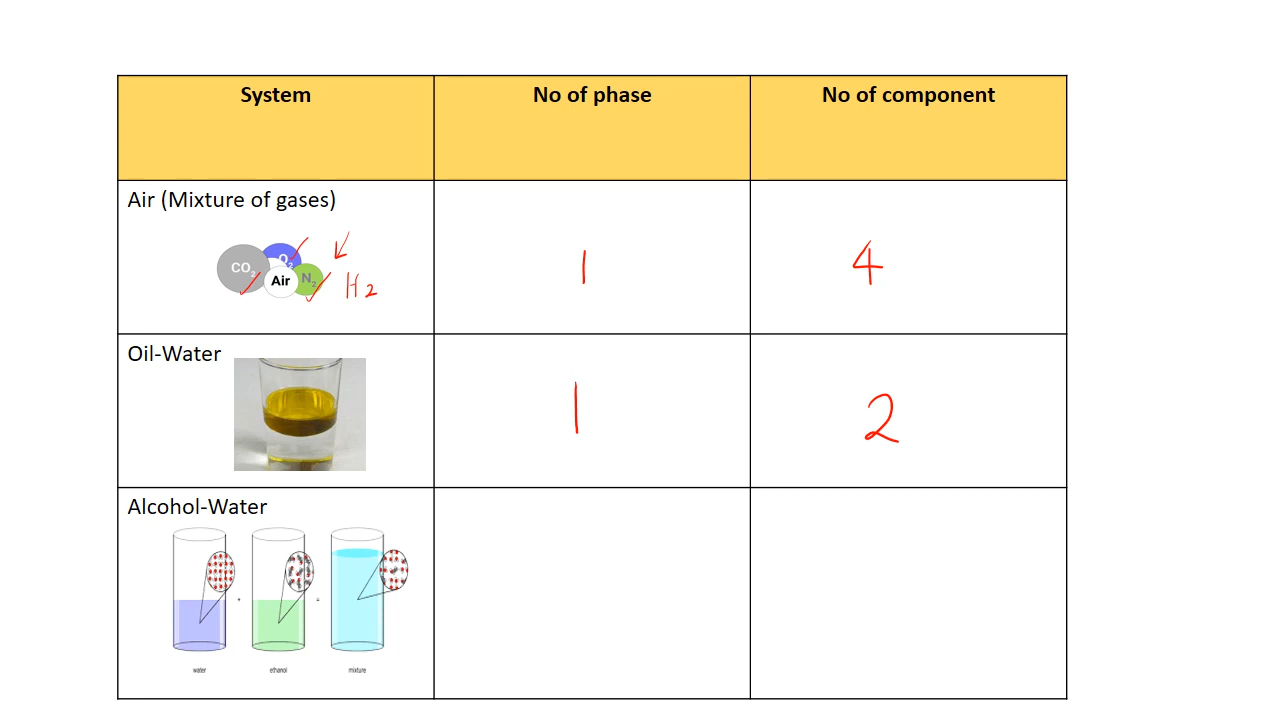 System
No of phase
No of component
Air (Mixture of gases)
CO₂
O₂
Air
N₂
H₂
1
4
Oil-Water
1
2
Alcohol-Water
+
=
water
ethanol
mixture